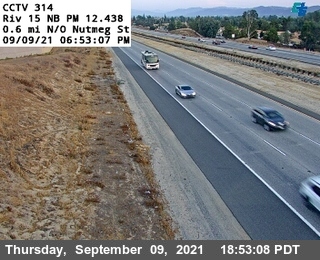 CCTV 314
Riv 15 NB PM 12.438
0.6 mi N/O Nutmeg St
09/09/21 06:53:07 PM
Thursday, September 09, 2021 18:53:08 PDT